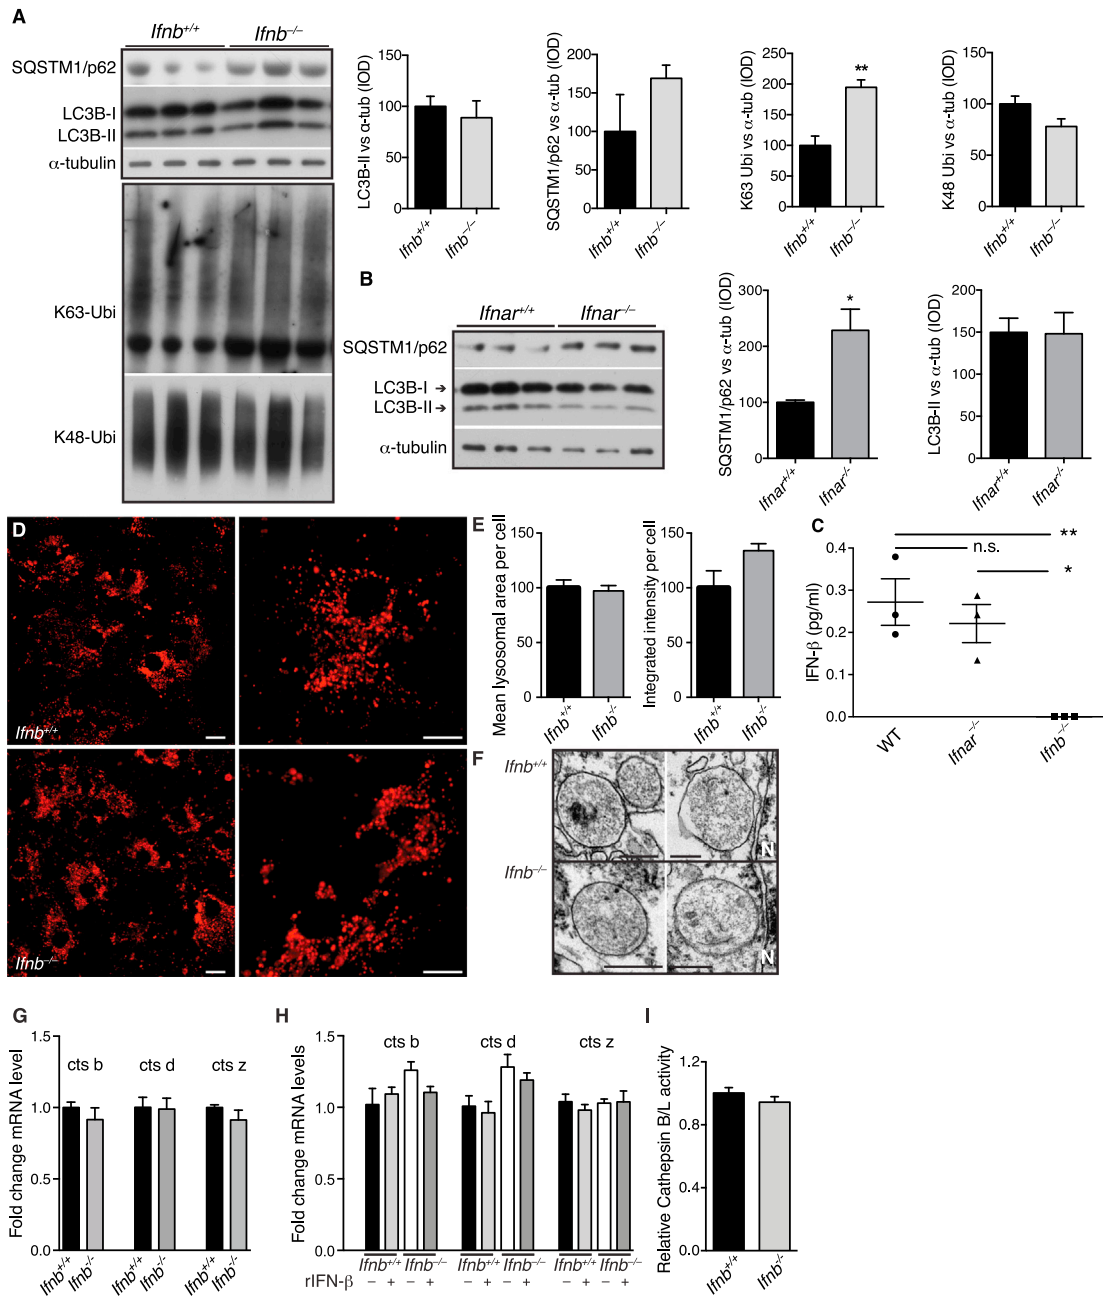 A
Ifnb+/+ Ifnb–/–
SQSTM1/p62
LC3B-I
LC3B-II
α-tubulin
K63-Ubi
K48-Ubi
LC3B-II vs α-tub (IOD)
150
100
50
0
Ifnb+/+ Ifnb–/–
SQSTM1/p62 vs α-tub (IOD)
200
150
100
50
0
Ifnb+/+ Ifnb–/–
K63 Ubi vs α-tub (IOD)
250
200
150
100
50
0
**
Ifnb+/+ Ifnb–/–
K48 Ubi vs α-tub (IOD)
150
100
50
0
Ifnb+/+ Ifnb–/–
B
Ifnar+/+ Ifnar–/–
SQSTM1/p62
LC3B-I →
LC3B-II →
α-tubulin
SQSTM1/p62 vs α-tub (IOD)
300
200
100
0
*
Ifnar+/+ Ifnar-/-
LC3B-II vs α-tub (IOD)
200
150
100
50
0
Ifnar+/+ Ifnar-/-
D
Ifnb+/+
Ifnb–/–
E
Mean lysosomal area per cell
150
100
50
0
Ifnb+/+ Ifnb-/-
Integrated intensity per cell
150
100
50
0
Ifnb+/+ Ifnb-/-
C
**
n.s.
*
IFN-β (pg/ml)
0.4
0.3
0.2
0.1
0.0
WT Ifnar–/– Ifnb–/–
F
Ifnb+/+
N
Ifnb–/–
N
G
Fold change mRNA level
1.5
1.0
0.5
0.0
cts b cts d cts z
Ifnb+/+ Ifnb-/- Ifnb+/+ Ifnb-/- Ifnb+/+ Ifnb-/-
H
Fold change mRNA levels
1.5
1.0
0.5
0.0
cts b cts d cts z
Ifnb+/+ Ifnb–/– Ifnb+/+ Ifnb–/– Ifnb+/+ Ifnb–/–
rIFN-β – + – + – + – + – + – +
I
Relative Cathepsin B/L activity
1.2
0.8
0.4
0.0
Ifnb+/+ Ifnb-/-